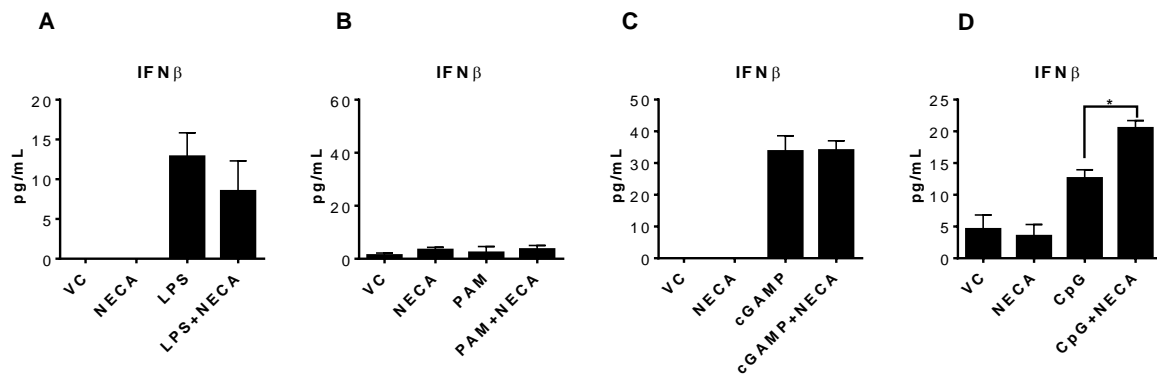 A
IFNβ
pg/mL
20
15
10
5
0
VC
NECA
LPS
LPS+NECA
B
IFNβ
pg/mL
60
40
20
0
VC
NECA
PAM
PAM+NECA
C
IFNβ
pg/mL
50
40
30
20
10
0
VC
NECA
cGAMP
cGAMP+NECA
D
IFNβ
pg/mL
25
20
15
10
5
0
*
VC
NECA
CpG
CpG+NECA